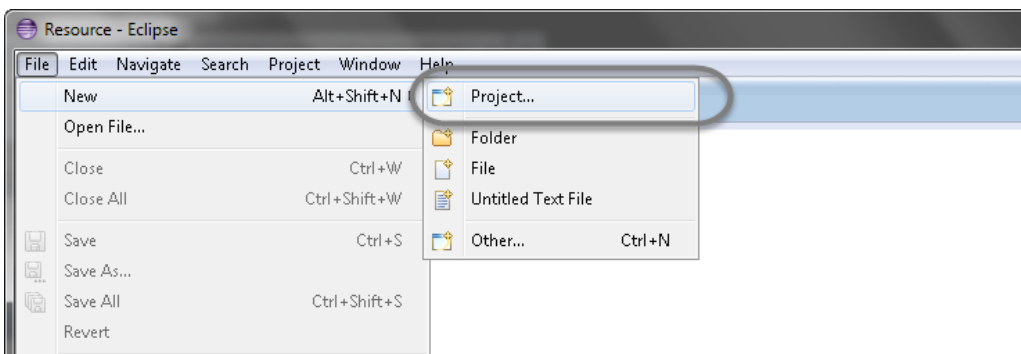 Resource - Eclipse
File Edit Navigate Search Project Window Help
New Alt+Shift+N
Project...
Open File...
Folder
Close Ctrl+W
File
Close All Ctrl+Shift+W
Untitled Text File
Save Ctrl+S
Other... Ctrl+N
Save As...
Save All Ctrl+Shift+S
Revert